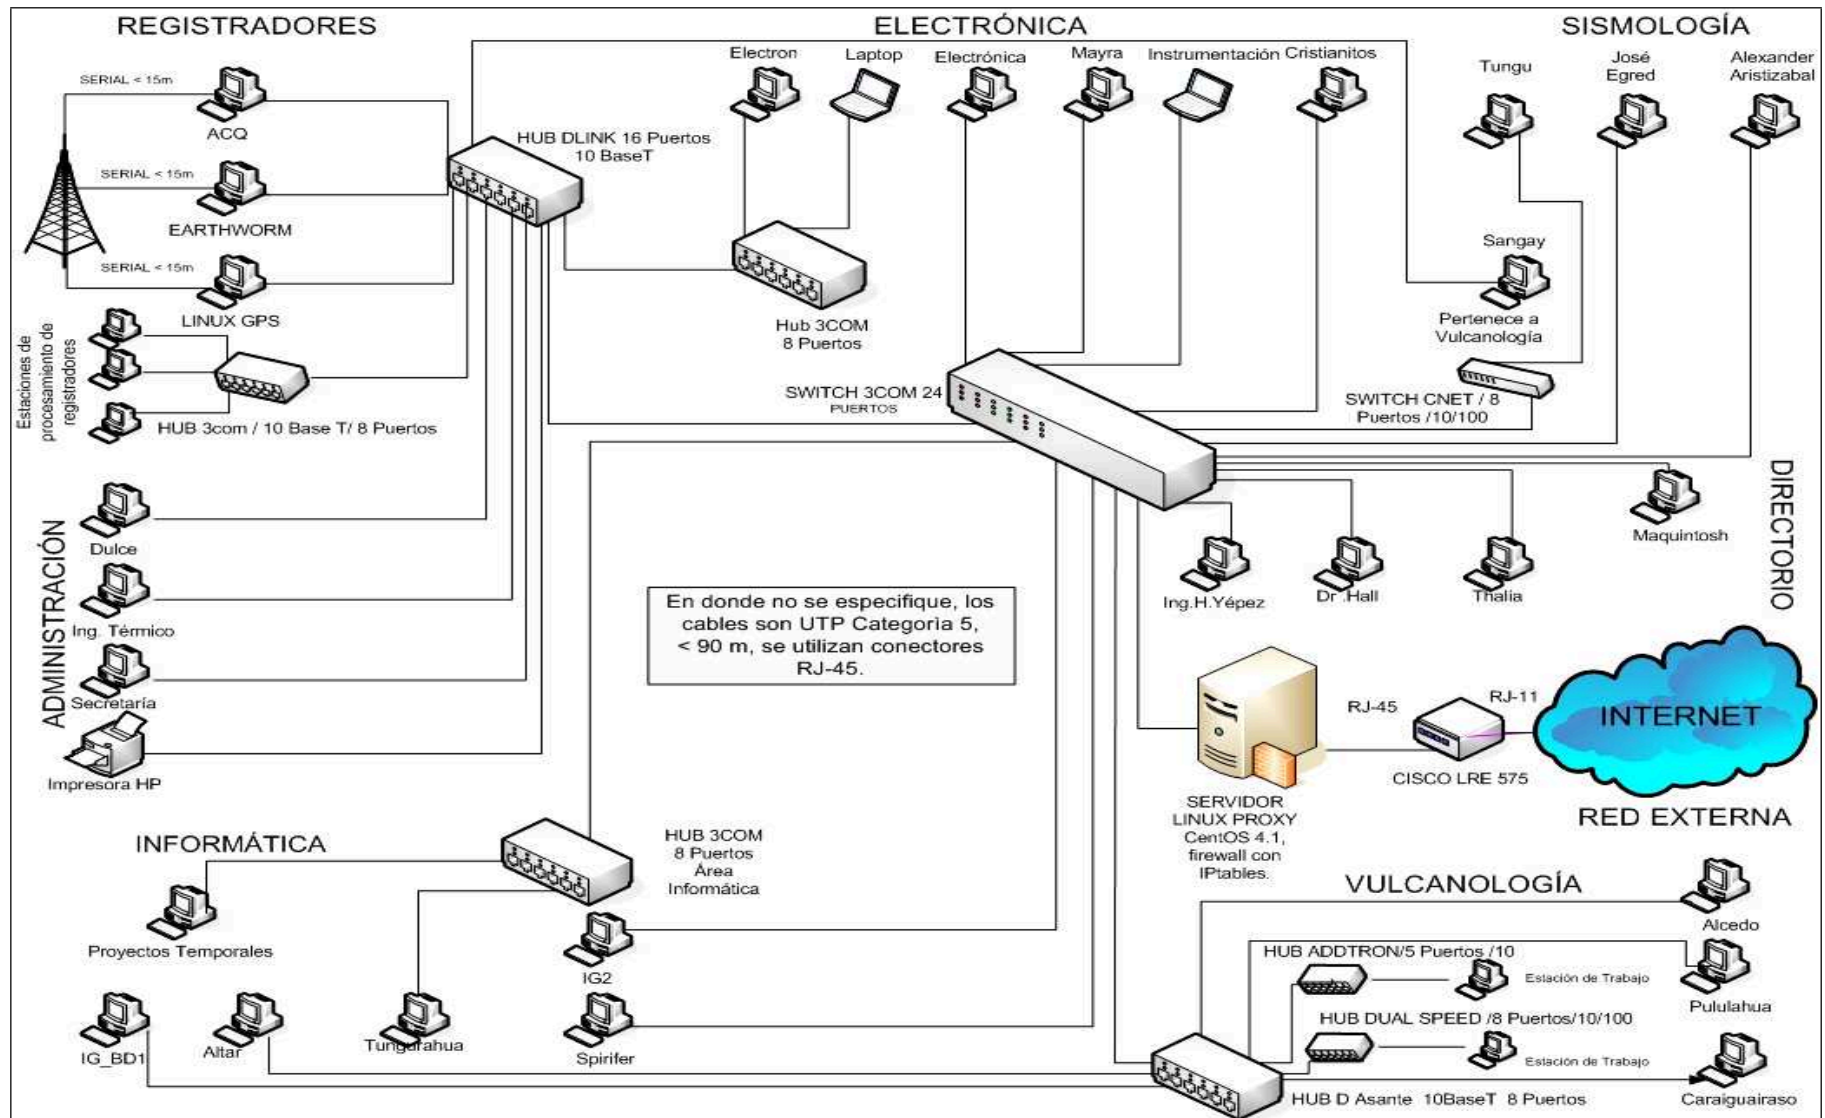 REGISTRADORES
ELECTRÓNICA
SISMOLOGÍA
SERIAL < 15m
ACQ
SERIAL < 15m
EARTHWORM
SERIAL < 15m
LINUX GPS
HUB DLINK 16 Puertos
10 BaseT
Electron
Laptop
Electrónica
Mayra
Instrumentación
Cristianitos
Tungu
José
Egred
Alexander
Aristizabal
Hub 3COM
8 Puertos
Sangay
Pertenece a
Vulcanología
Estaciones de
procesamiento de
registradores
HUB 3com / 10 Base T/ 8 Puertos
SWITCH 3COM 24
PUERTOS
SWITCH CNET / 8
Puertos /10/100
ADMINISTRACIÓN
Dulce
Ing. Térmico
Secretaría
Impresora HP
DIRECTORIO
Maquintosh
Ing.H.Yépez
Dr .Hall
Thalia
En donde no se especifique, los
cables son UTP Categorìa 5,
< 90 m, se utilizan conectores
RJ-45.
RJ-45
RJ-11
INTERNET
CISCO LRE 575
RED EXTERNA
SERVIDOR
LINUX PROXY
CentOS 4.1,
firewall con
IPtables.
INFORMÁTICA
HUB 3COM
8 Puertos
Área
Informática
Proyectos Temporales
IG2
IG_BD1
Altar
Tungurahua
Spirifer
VULCANOLOGÍA
Alcedo
HUB ADDTRON/5 Puertos /10
Estación de Trabajo
Pululahua
HUB DUAL SPEED /8 Puertos/10/100
Estación de Trabajo
HUB D Asante 10BaseT 8 Puertos
Caraiguairaso